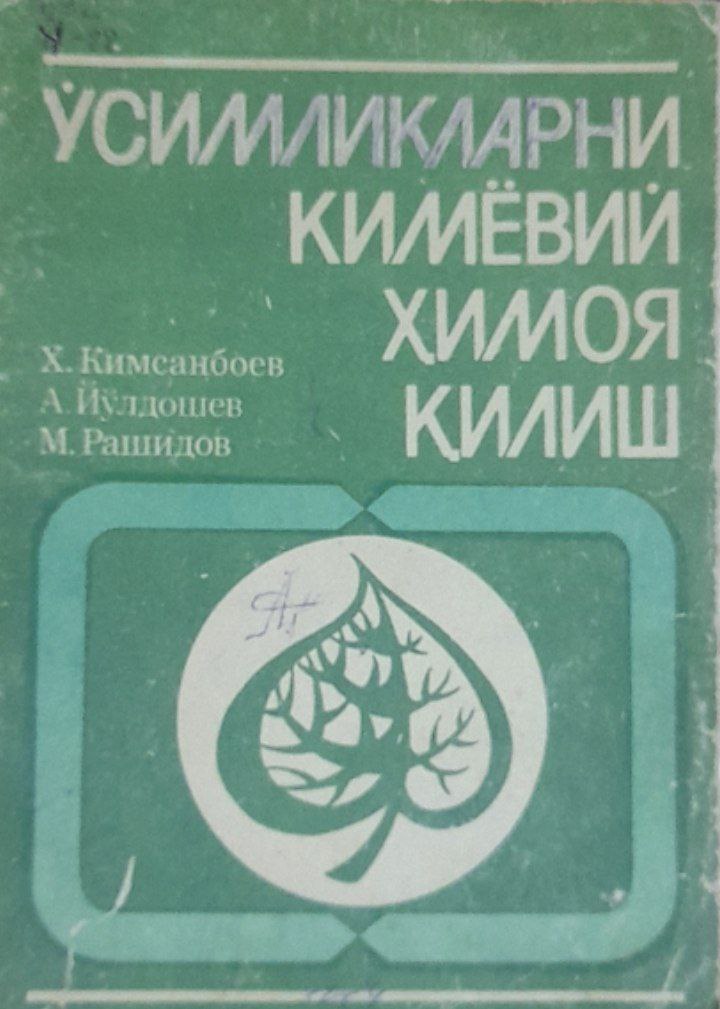 ЎСИМЛИКЛАРНИ
КИМЁВИЙ
ҲИМОЯ
ҚИЛИШ
Х. Кимсанбоев
А. Йўлдошев
М. Рашидов